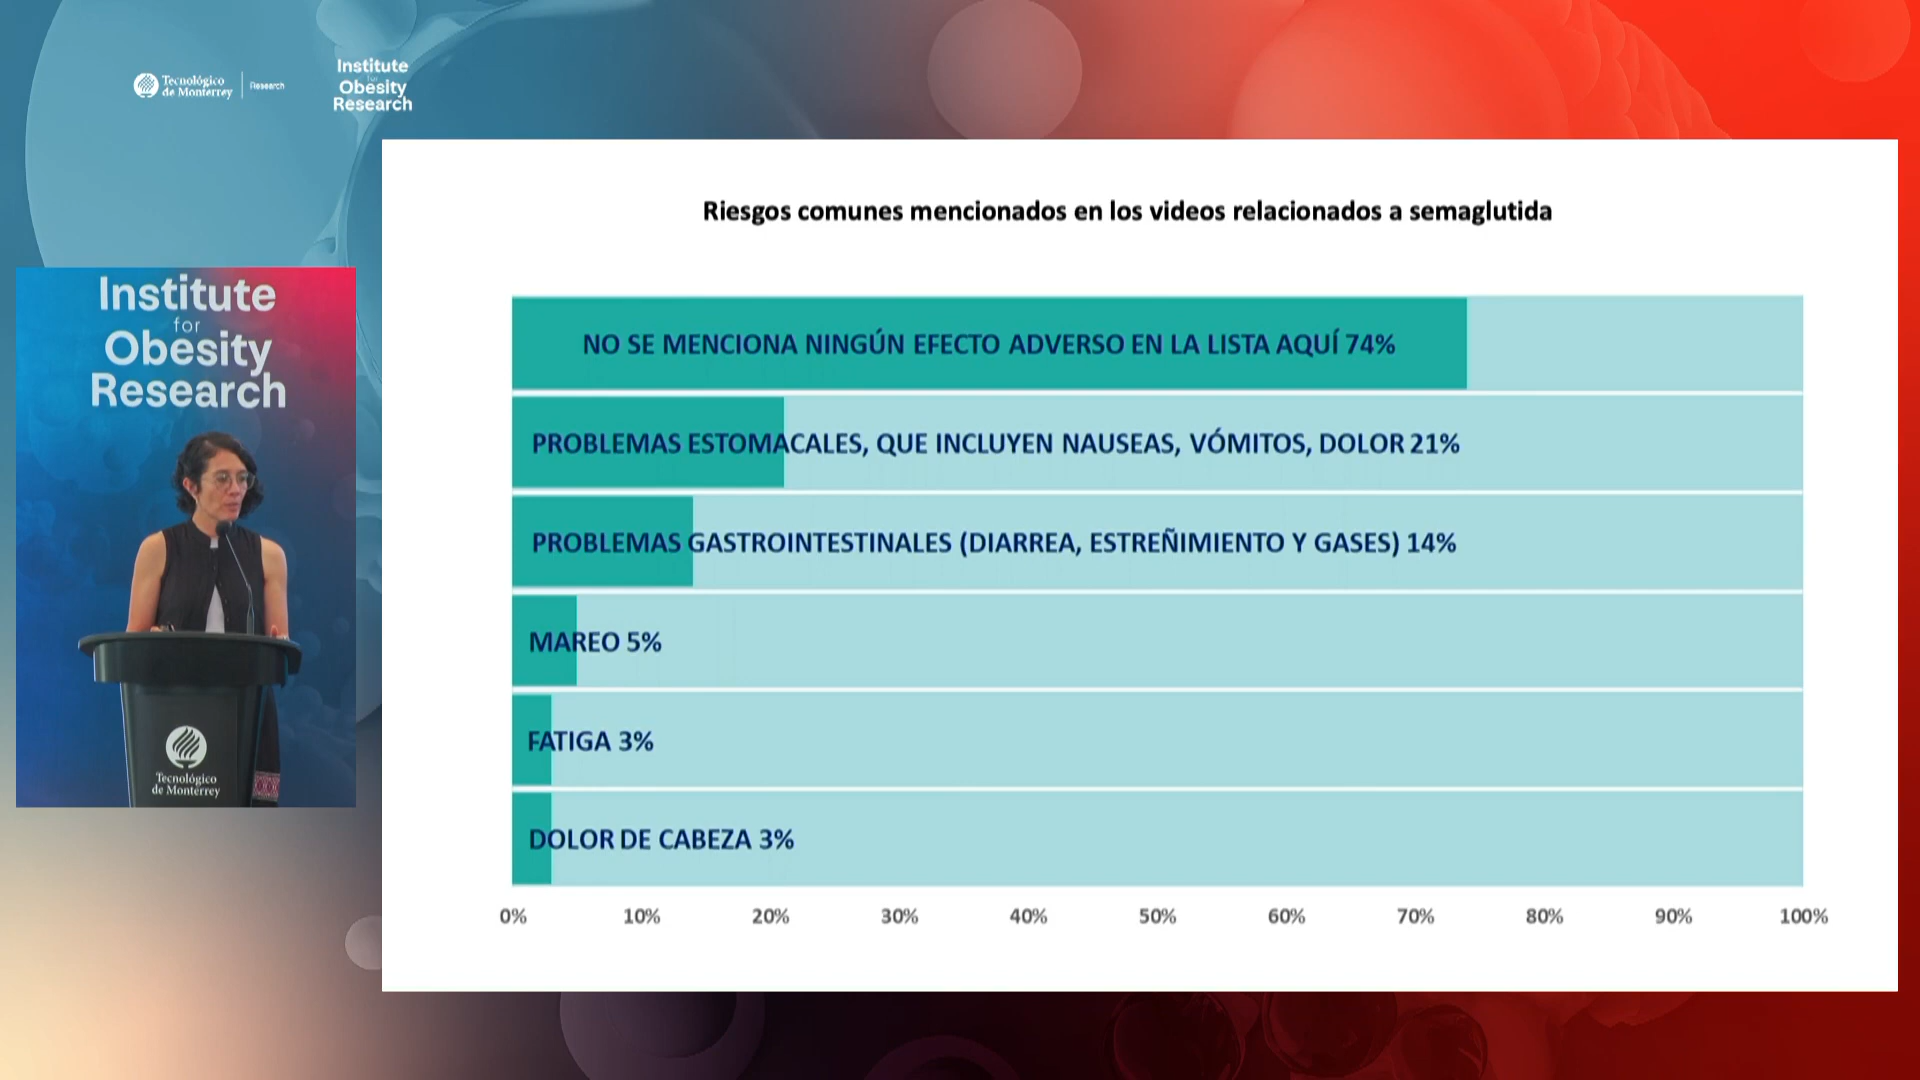 Tecnológico
de Monterrey
Research
Institute
for
Obesity
Research
Riesgos comunes mencionados en los videos relacionados a semaglutida
NO SE MENCIONA NINGÚN EFECTO ADVERSO EN LA LISTA AQUÍ 74%
PROBLEMAS ESTOMACALES, QUE INCLUYEN NAUSEAS, VÓMITOS, DOLOR 21%
PROBLEMAS GASTROINTESTINALES (DIARREA, ESTREÑIMIENTO Y GASES) 14%
MAREO 5%
FATIGA 3%
DOLOR DE CABEZA 3%
0% 10% 20% 30% 40% 50% 60% 70% 80% 90% 100%
Institute
for
Obesity
Research
Tecnológico
de Monterrey